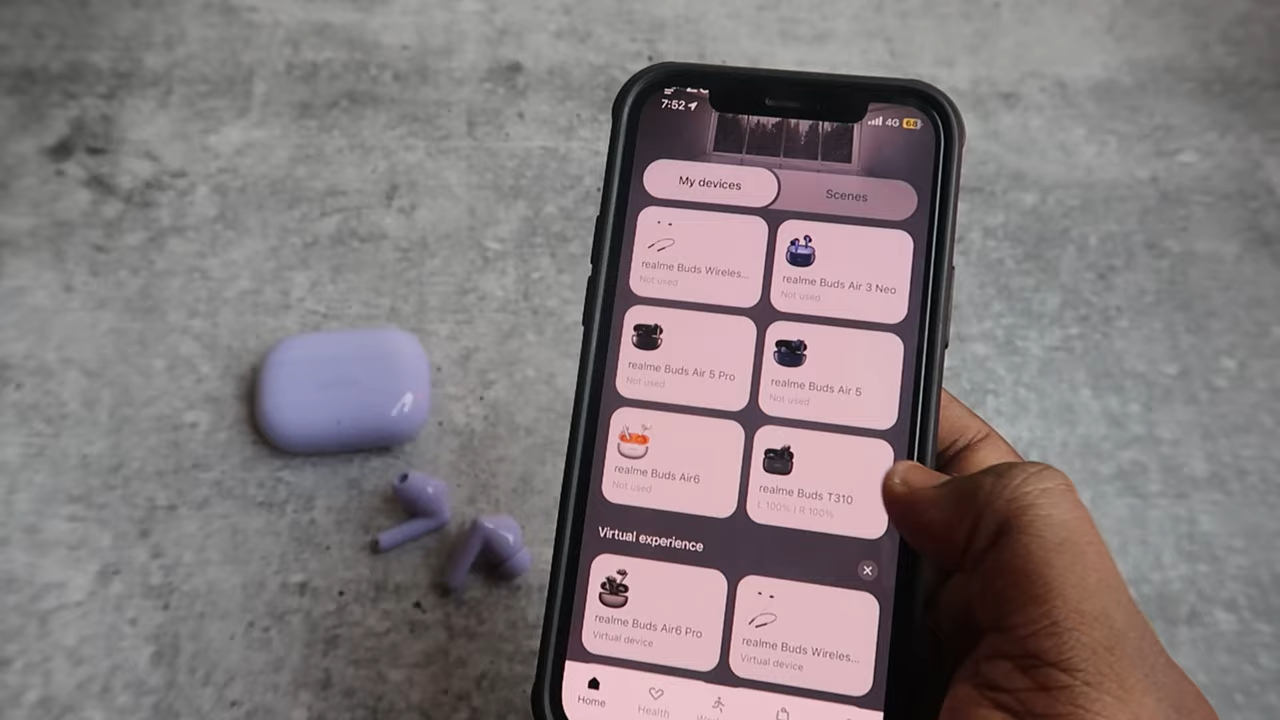 7:52
4G 68
My devices
Scenes
realme Buds Wireles...
Not used
realme Buds Air 3 Neo
Not used
realme Buds Air 5 Pro
Not used
realme Buds Air 5
Not used
realme Buds Air6
Not used
realme Buds T310
L 100% | R 100%
Virtual experience
realme Buds Air6 Pro
Virtual device
realme Buds Wireles...
Virtual device
Home
Health